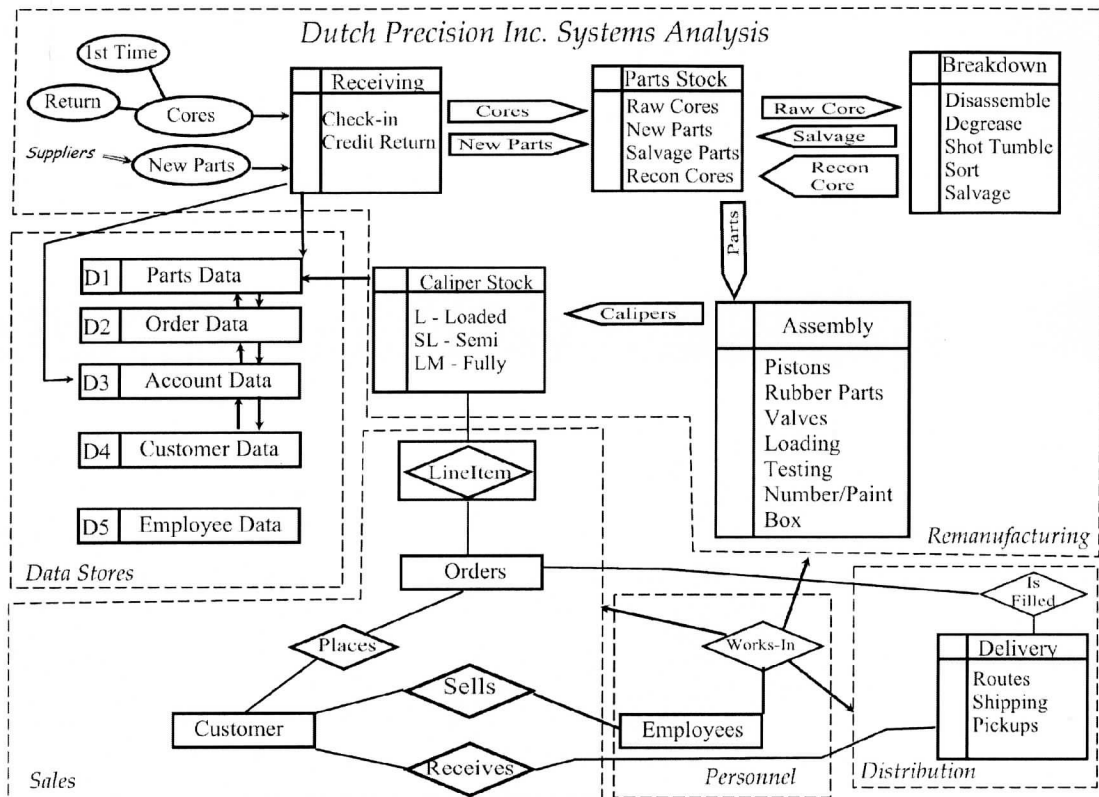 Dutch Precision Inc. Systems Analysis
1st Time
Return
Cores
Suppliers
New Parts
Receiving
Check-in
Credit Return
Cores
New Parts
Parts Stock
Raw Cores
New Parts
Salvage Parts
Recon Cores
Raw Core
Salvage
Recon
Core
Breakdown
Disassemble
Degrease
Shot Tumble
Sort
Salvage
Parts
D1 Parts Data
D2 Order Data
D3 Account Data
D4 Customer Data
D5 Employee Data
Data Stores
Caliper Stock
L - Loaded
SL - Semi
LM - Fully
Calipers
Assembly
Pistons
Rubber Parts
Valves
Loading
Testing
Number/Paint
Box
Remanufacturing
LineItem
Orders
Places
Sells
Customer
Receives
Sales
Works-In
Employees
Personnel
Is
Filled
Delivery
Routes
Shipping
Pickups
Distribution